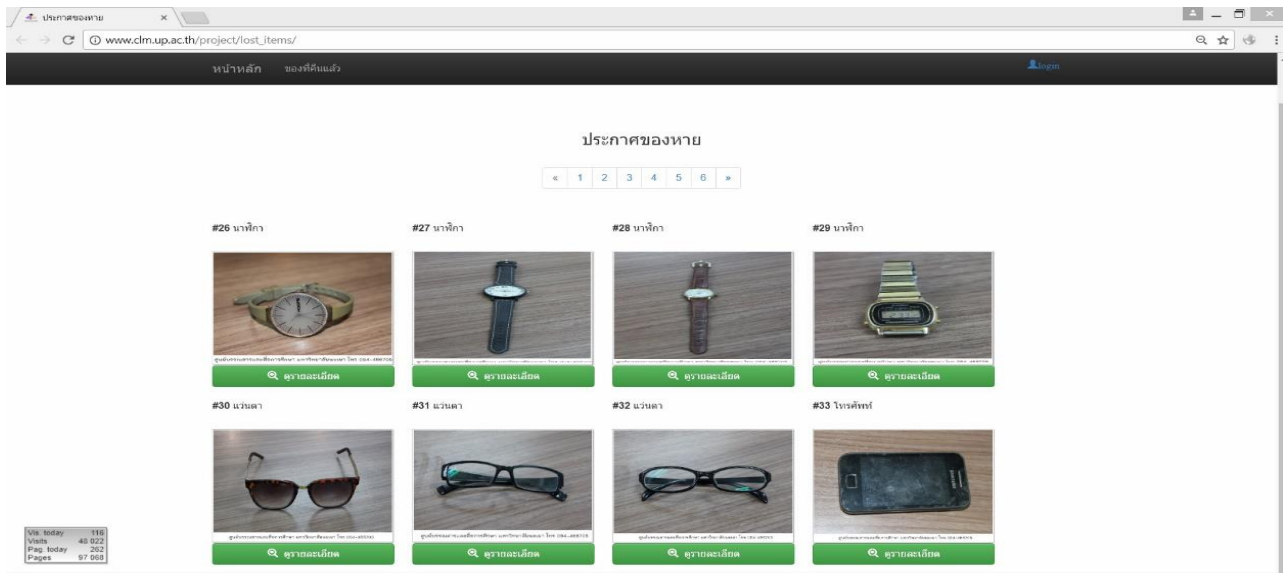 ประกาศของหาย
www.clm.up.ac.th/project/lost_items/
หน้าหลัก ของที่คืนแล้ว login
ประกาศของหาย
« 1 2 3 4 5 6 »
#26 นาฬิกา #27 นาฬิกา #28 นาฬิกา #29 นาฬิกา
ดูรายละเอียด ดูรายละเอียด ดูรายละเอียด ดูรายละเอียด
#30 แว่นตา #31 แว่นตา #32 แว่นตา #33 โทรศัพท์
ดูรายละเอียด ดูรายละเอียด ดูรายละเอียด ดูรายละเอียด
Vis. today 116
Visits 48 022
Pag. today 262
Pages 97 068